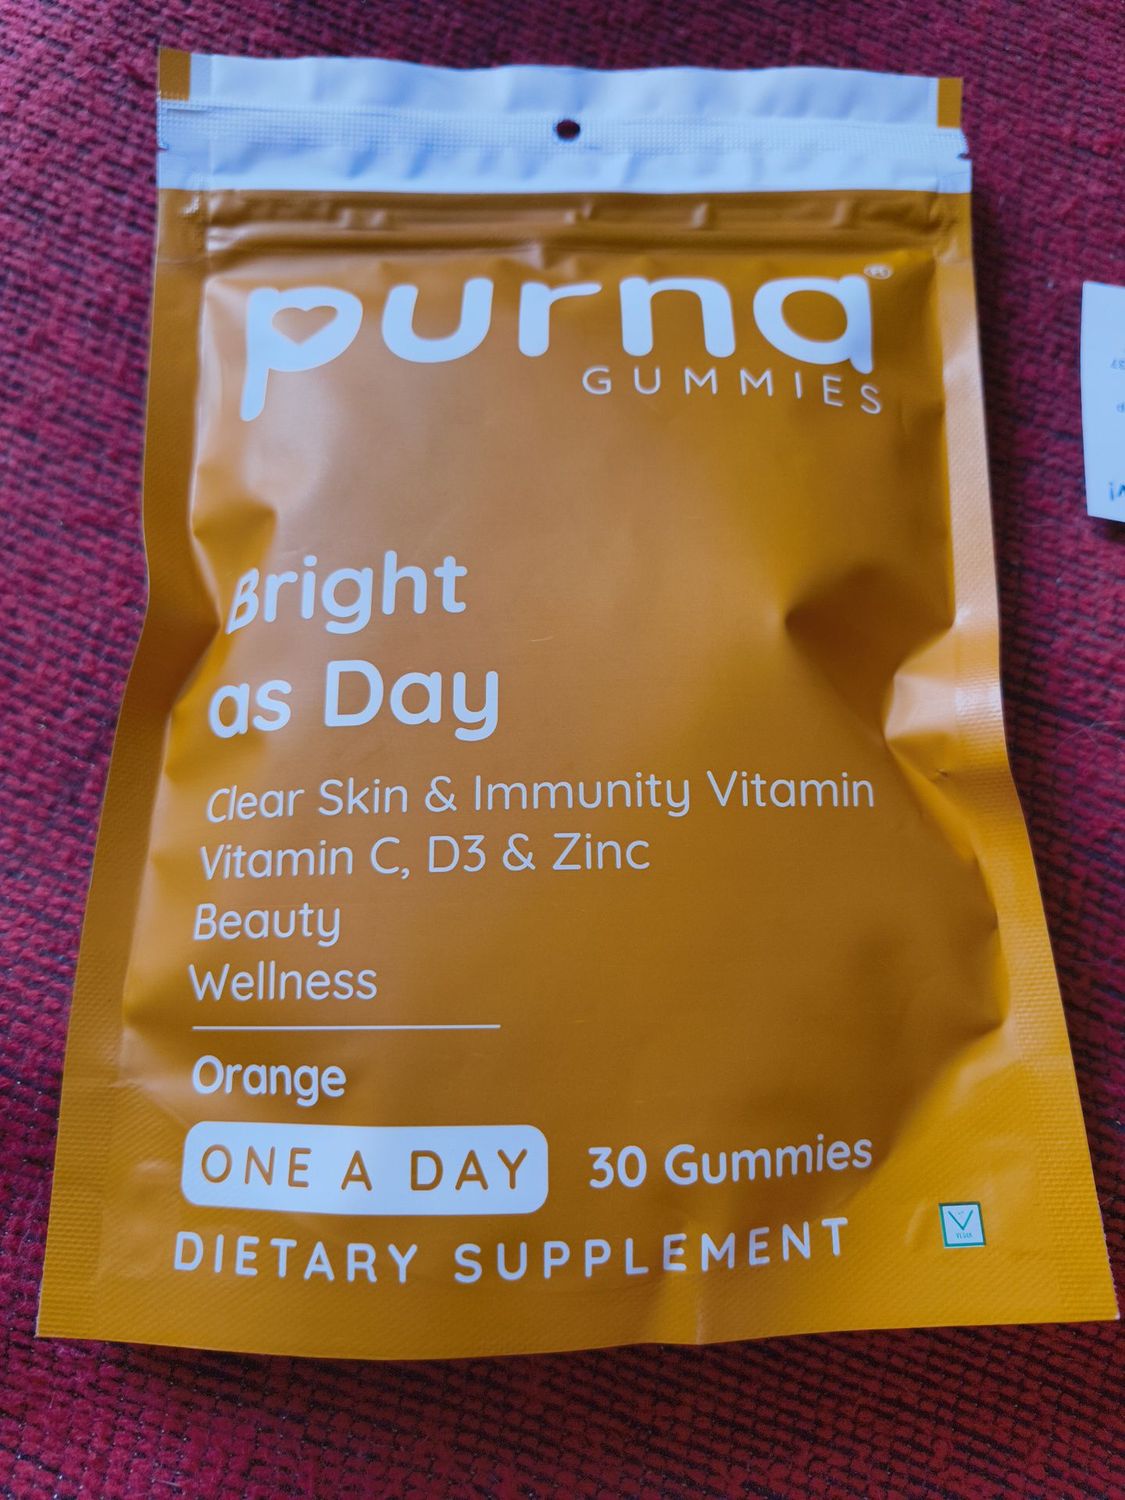 purna®
GUMMIES
Bright
as Day
Clear Skin & Immunity Vitamin
Vitamin C, D3 & Zinc
Beauty
Wellness
Orange
ONE A DAY 30 Gummies
VEGAN
DIETARY SUPPLEMENT